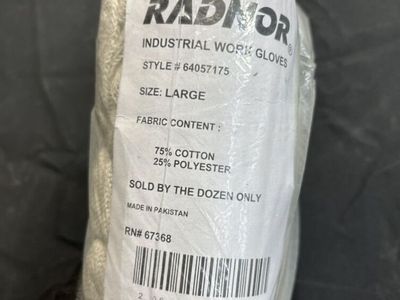 RADNOR®
INDUSTRIAL WORK GLOVES
STYLE # 64057175
SIZE: LARGE
FABRIC CONTENT :
75% COTTON
25% POLYESTER
SOLD BY THE DOZEN ONLY
MADE IN PAKISTAN
RN# 67368